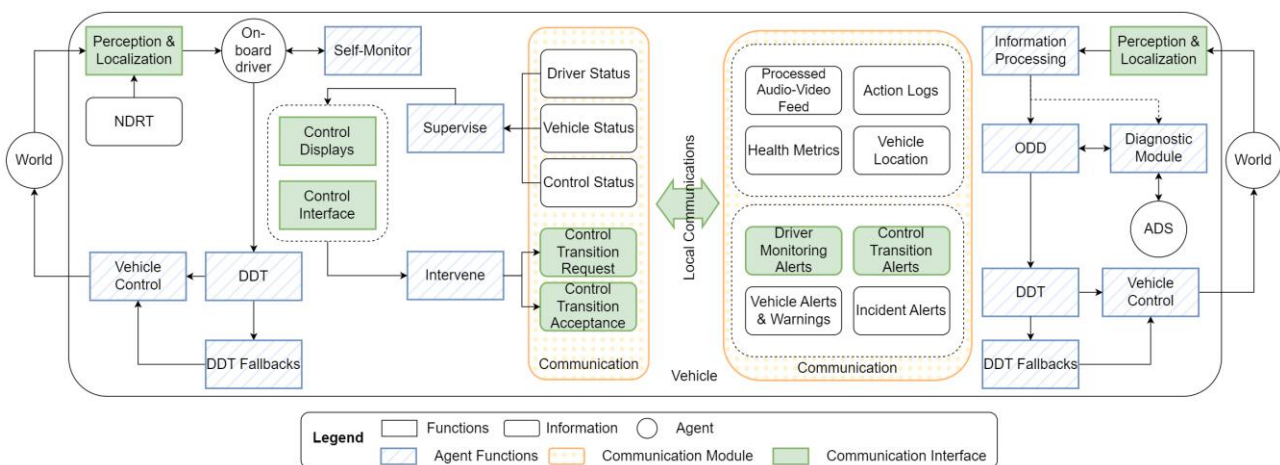 Perception &
Localization
On-
board
driver
Self-Monitor
NDRT
World
Control
Displays
Control
Interface
Supervise
Driver Status
Vehicle Status
Control Status
Vehicle
Control
DDT
DDT Fallbacks
Intervene
Control
Transition
Request
Control
Transition
Acceptance
Communication
Vehicle
Local Communications
Processed
Audio-Video
Feed
Action Logs
Health Metrics
Vehicle
Location
Driver
Monitoring
Alerts
Control
Transition
Alerts
Vehicle Alerts
& Warnings
Incident Alerts
Communication
Information
Processing
Perception &
Localization
ODD
Diagnostic
Module
World
ADS
DDT
Vehicle
Control
DDT Fallbacks
Legend
Functions
Information
Agent
Agent Functions
Communication Module
Communication Interface